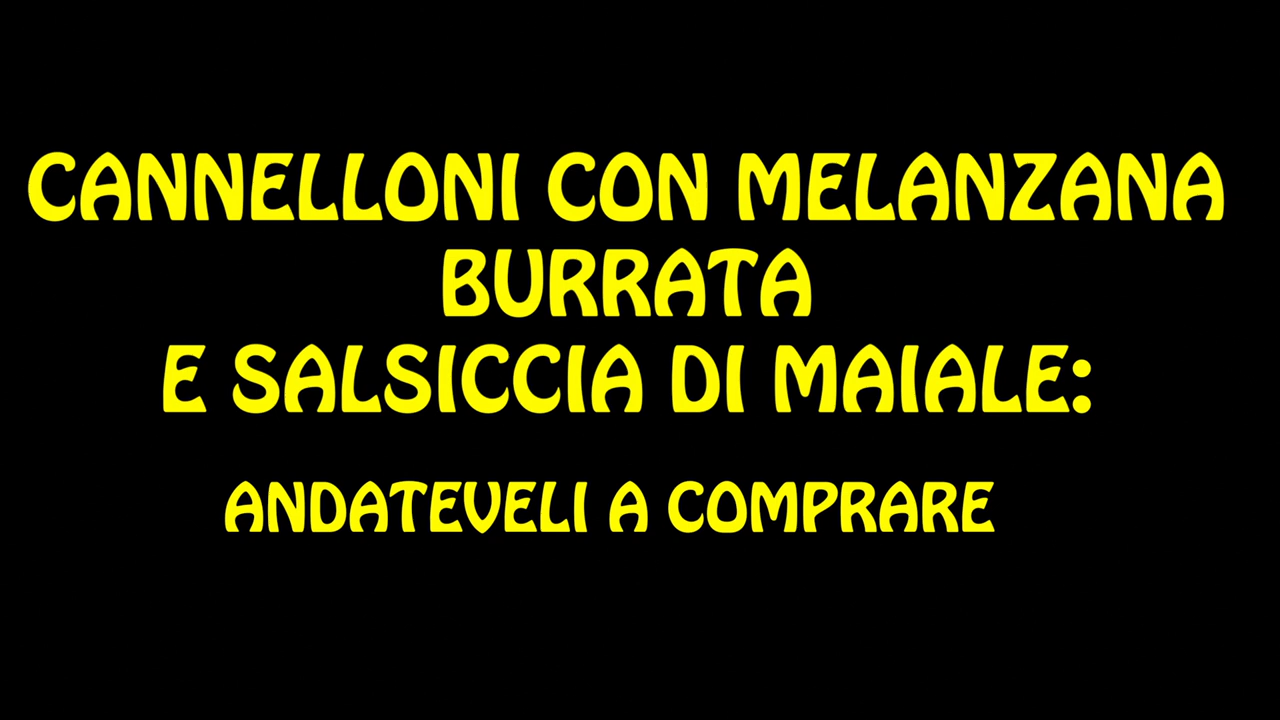 CANNELLONI CON MELANZANA
BURRATA
E SALSICCIA DI MAIALE:
ANDATEVELI A COMPRARE